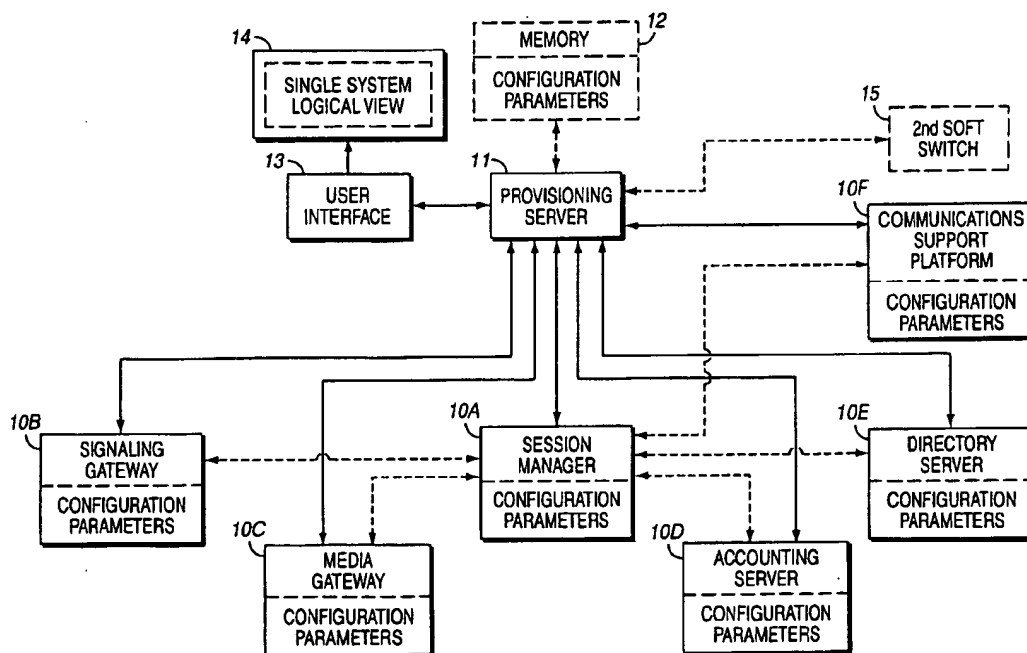 14
SINGLE SYSTEM
LOGICAL VIEW
12
MEMORY
CONFIGURATION
PARAMETERS
15
2nd SOFT
SWITCH
13
USER
INTERFACE
11
PROVISIONING
SERVER
10F
COMMUNICATIONS
SUPPORT
PLATFORM
CONFIGURATION
PARAMETERS
10B
SIGNALING
GATEWAY
CONFIGURATION
PARAMETERS
10A
SESSION
MANAGER
CONFIGURATION
PARAMETERS
10E
DIRECTORY
SERVER
CONFIGURATION
PARAMETERS
10C
MEDIA
GATEWAY
CONFIGURATION
PARAMETERS
10D
ACCOUNTING
SERVER
CONFIGURATION
PARAMETERS